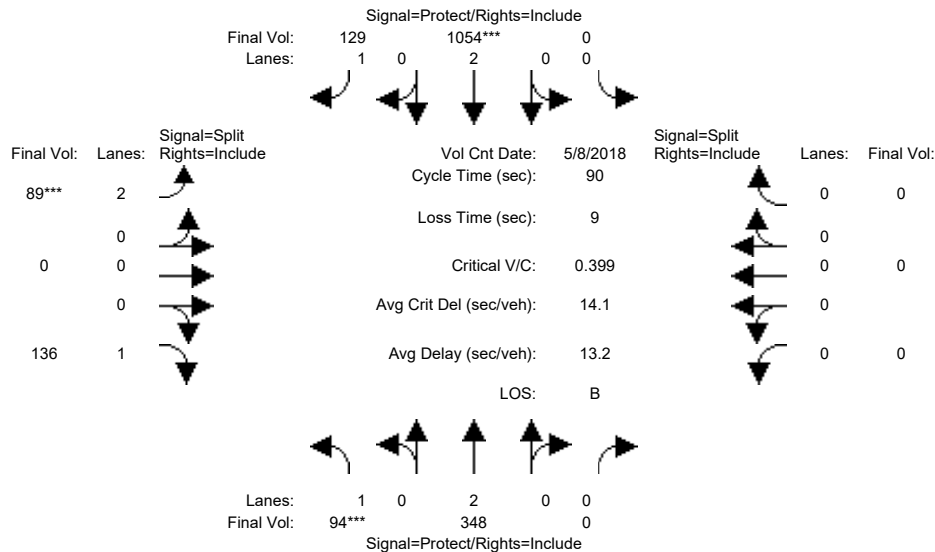 Signal=Protect/Rights=Include
Final Vol: 129 1054*** 0
Lanes: 1 0 2 0 0
Signal=Split
Final Vol: Lanes: Rights=Include
Vol Cnt Date: 5/8/2018
Signal=Split
Rights=Include Lanes: Final Vol:
Cycle Time (sec): 90
89*** 2 0 0
Loss Time (sec): 9
0 0
0 0 Critical V/C: 0.399 0 0
0 Avg Crit Del (sec/veh): 14.1 0
136 1 Avg Delay (sec/veh): 13.2 0 0
LOS: B
Lanes: 1 0 2 0 0
Final Vol: 94*** 348 0
Signal=Protect/Rights=Include